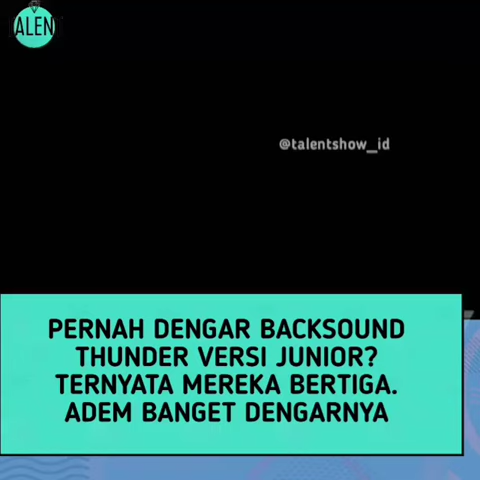 ALEN
@talentshow_id
PERNAH DENGAR BACKSOUND
THUNDER VERSI JUNIOR?
TERNYATA MEREKA BERTIGA.
ADEM BANGET DENGARNYA